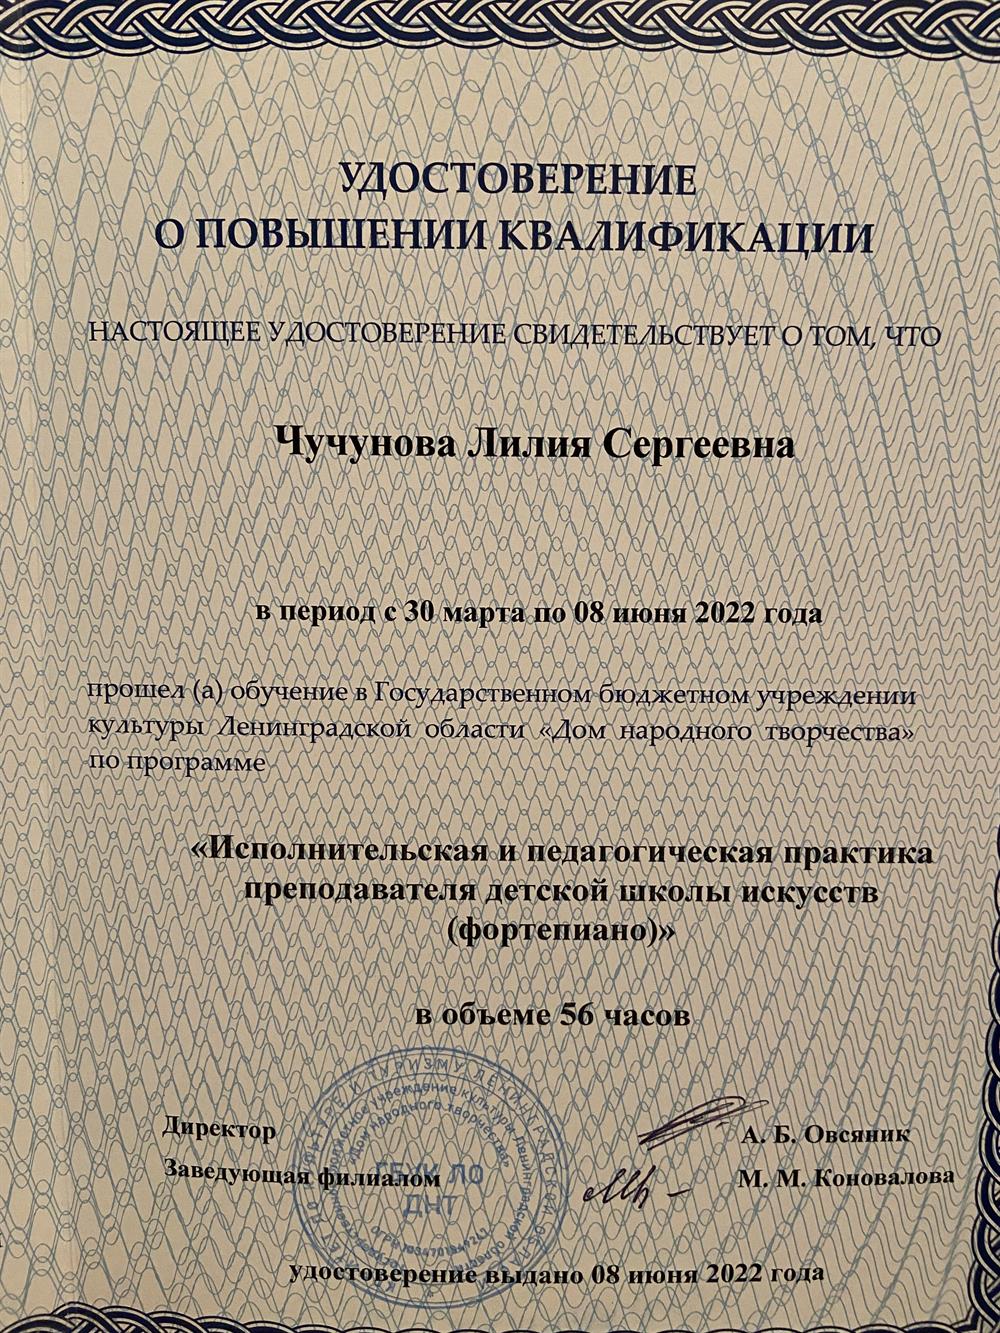 УДОСТОВЕРЕНИЕ
О ПОВЫШЕНИИ КВАЛИФИКАЦИИ
НАСТОЯЩЕЕ УДОСТОВЕРЕНИЕ СВИДЕТЕЛЬСТВУЕТ О ТОМ, ЧТО
Чучунова Лилия Сергеевна
в период с 30 марта по 08 июня 2022 года
прошел (а) обучение в Государственном бюджетном учреждении
культуры Ленинградской области «Дом народного творчества»
по программе
«Исполнительская и педагогическая практика
преподавателя детской школы искусств
(фортепиано)»
в объеме 56 часов
Директор
А. Б. Овсяник
Заведующая филиалом
М. М. Коновалова
ГБУК ЛО
ДНТ
«Дом народного творчества»
удостоверение выдано 08 июня 2022 года